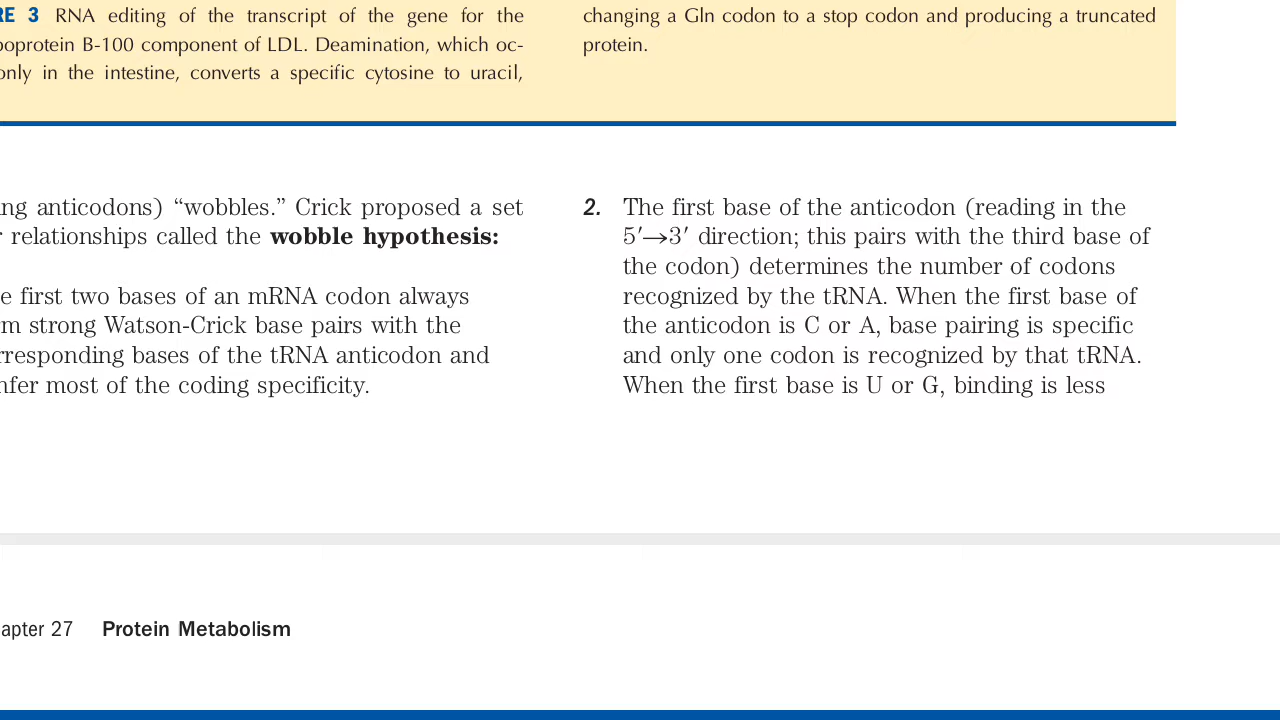 RE 3 RNA editing of the transcript of the gene for the
poprotein B-100 component of LDL. Deamination, which oc-
only in the intestine, converts a specific cytosine to uracil,
changing a Gln codon to a stop codon and producing a truncated
protein.
ng anticodons) “wobbles.” Crick proposed a set
r relationships called the wobble hypothesis:
e first two bases of an mRNA codon always
rm strong Watson-Crick base pairs with the
rresponding bases of the tRNA anticodon and
nfer most of the coding specificity.
2. The first base of the anticodon (reading in the
5′→3′ direction; this pairs with the third base of
the codon) determines the number of codons
recognized by the tRNA. When the first base of
the anticodon is C or A, base pairing is specific
and only one codon is recognized by that tRNA.
When the first base is U or G, binding is less
apter 27 Protein Metabolism